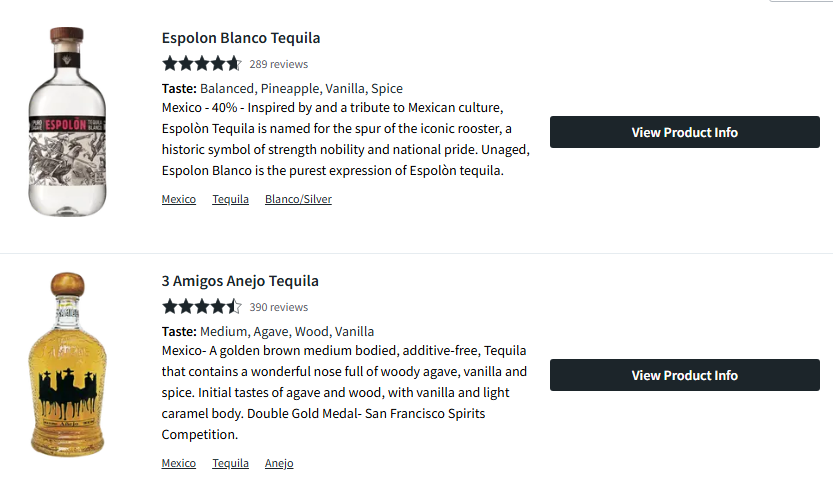 Espolon Blanco Tequila
289 reviews
Taste: Balanced, Pineapple, Vanilla, Spice
Mexico - 40% - Inspired by and a tribute to Mexican culture,
Espolòn Tequila is named for the spur of the iconic rooster, a
historic symbol of strength nobility and national pride. Unaged,
Espolon Blanco is the purest expression of Espolòn tequila.
Mexico Tequila Blanco/Silver
View Product Info
ESPOLÒN
TEQUILA
BLANCO
3 Amigos Anejo Tequila
390 reviews
Taste: Medium, Agave, Wood, Vanilla
Mexico- A golden brown medium bodied, additive-free, Tequila
that contains a wonderful nose full of woody agave, vanilla and
spice. Initial tastes of agave and wood, with vanilla and light
caramel body. Double Gold Medal- San Francisco Spirits
Competition.
Mexico Tequila Anejo
View Product Info
Añejo